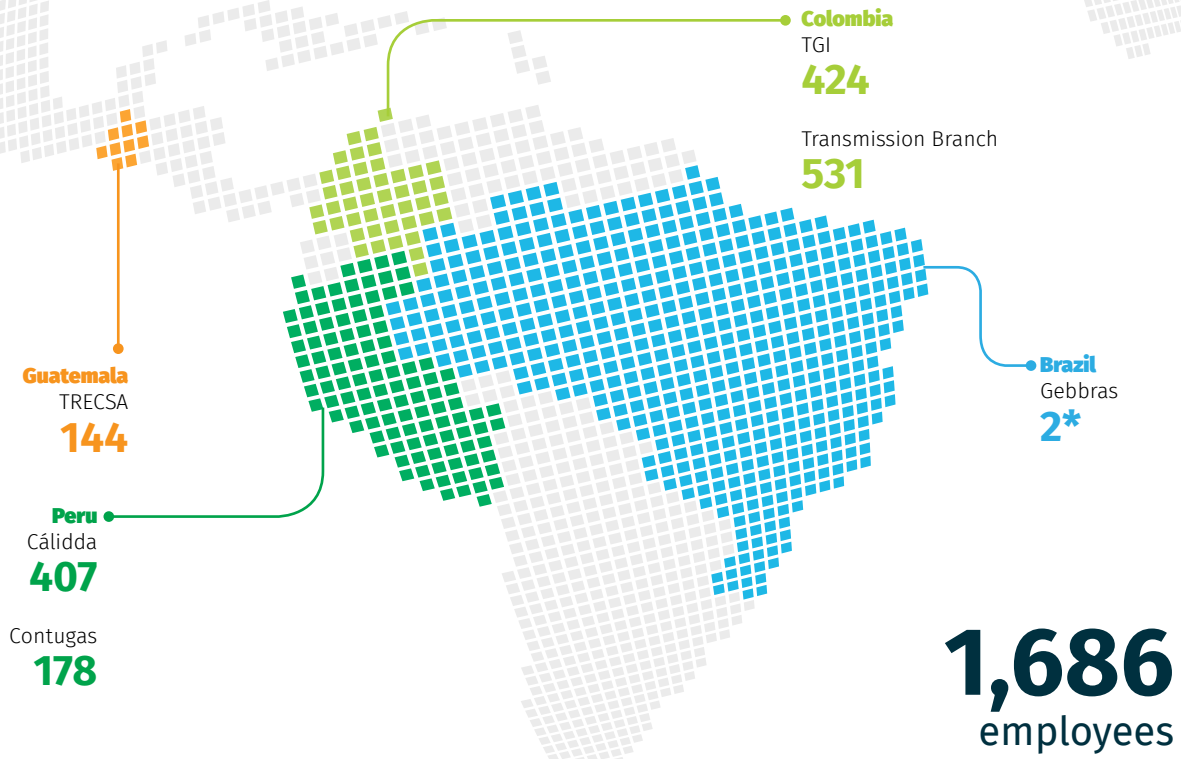 Colombia
TGI
424
Transmission Branch
531
Guatemala
TRECSA
144
Brazil
Gebbras
2*
Peru
Cálidda
407
Contugas
178
1,686
employees